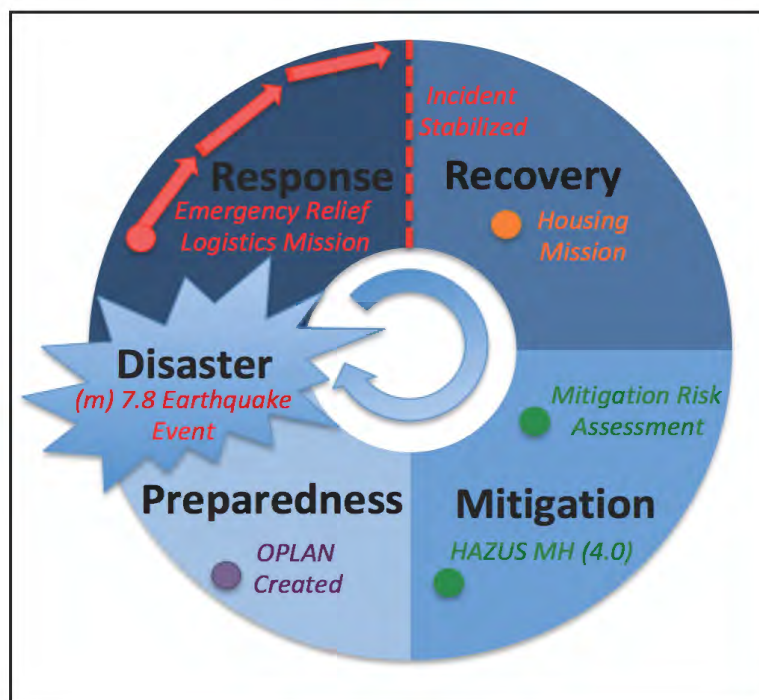 Response
Emergency Relief
Logistics Mission
Incident
Stabilized
Recovery
Housing
Mission
Disaster
(m) 7.8 Earthquake
Event
Mitigation Risk
Assessment
Mitigation
HAZUS MH (4.0)
Preparedness
OPLAN
Created